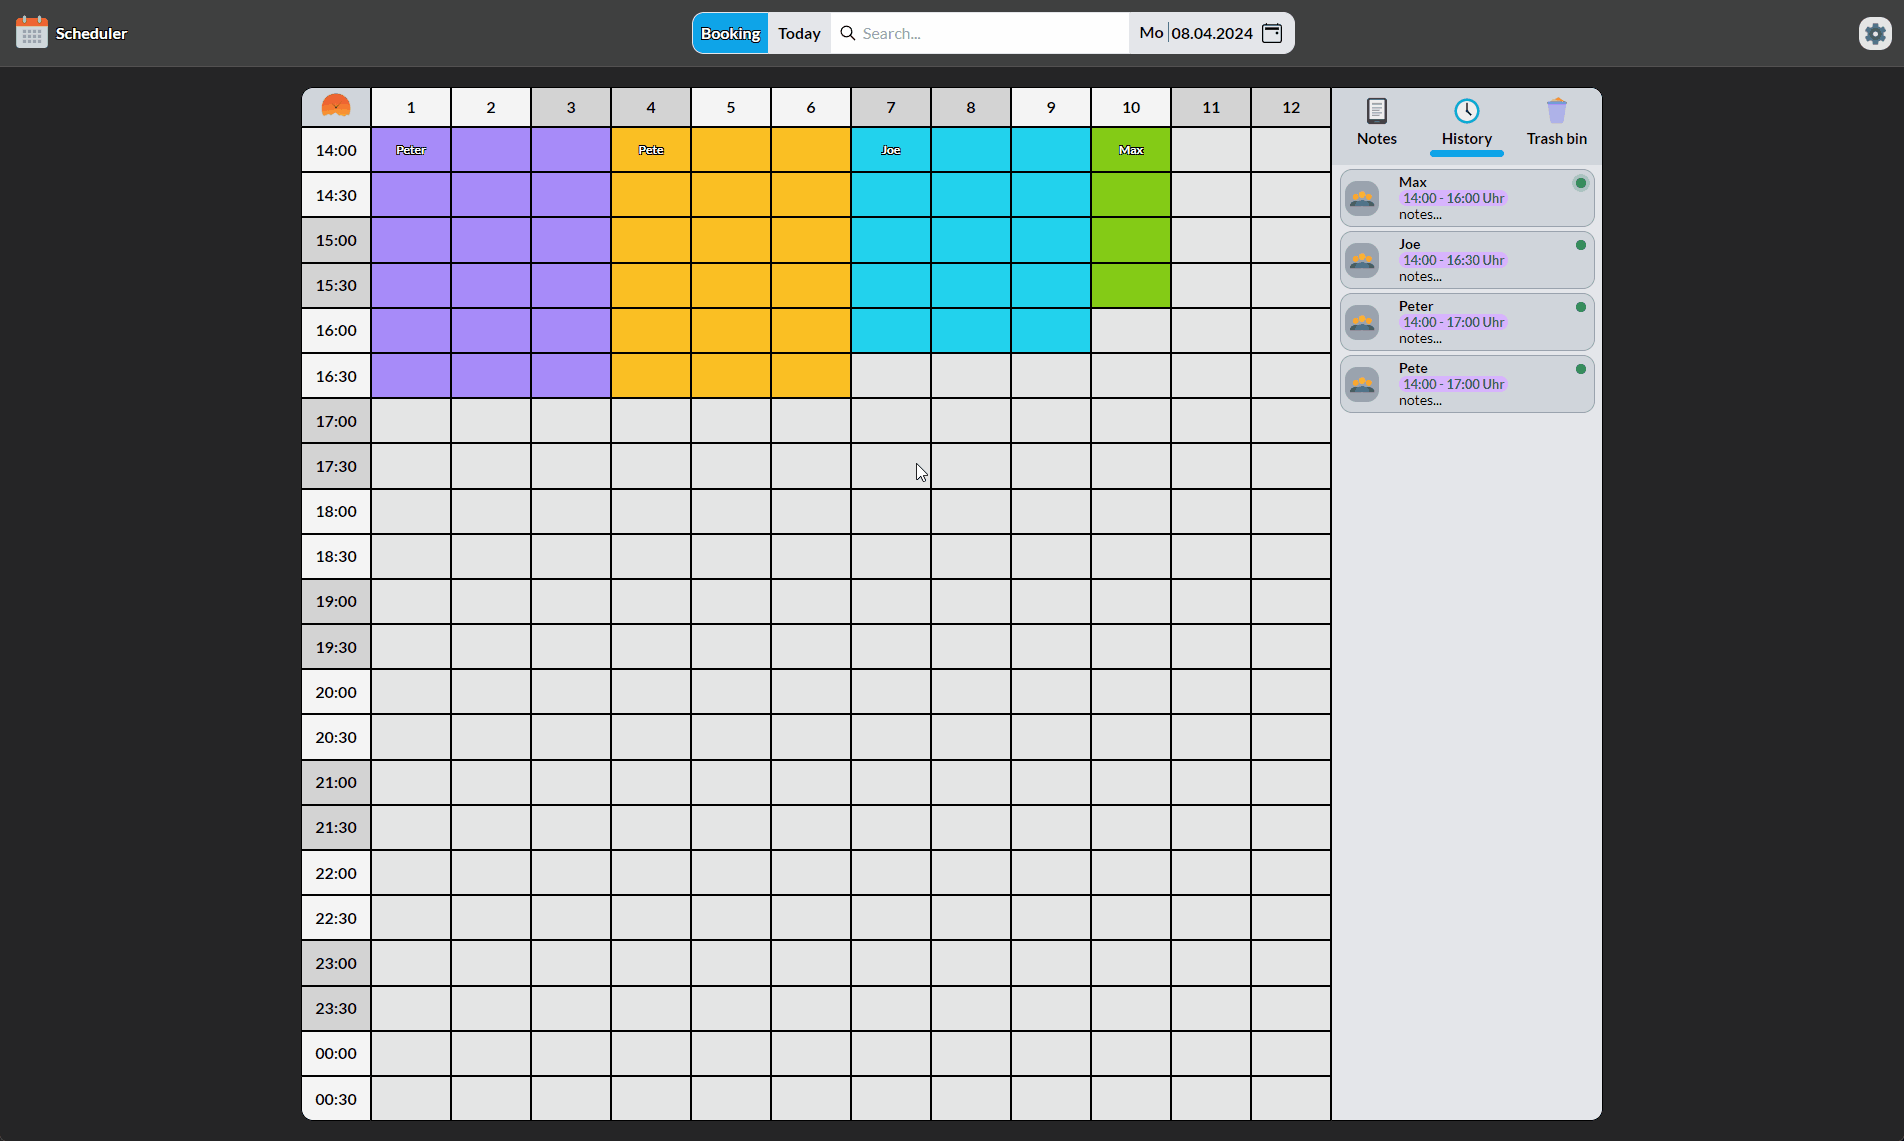 Scheduler
Booking Today Search... Mo 08.04.2024
1 2 3 4 5 6 7 8 9 10 11 12
14:00 Peter Pete Joe Max
14:30
15:00
15:30
16:00
16:30
17:00
17:30
18:00
18:30
19:00
19:30
20:00
20:30
21:00
21:30
22:00
22:30
23:00
23:30
00:00
00:30
Notes History Trash bin
Max
14:00 - 16:00 Uhr
notes...
Joe
14:00 - 16:30 Uhr
notes...
Peter
14:00 - 17:00 Uhr
notes...
Pete
14:00 - 17:00 Uhr
notes...